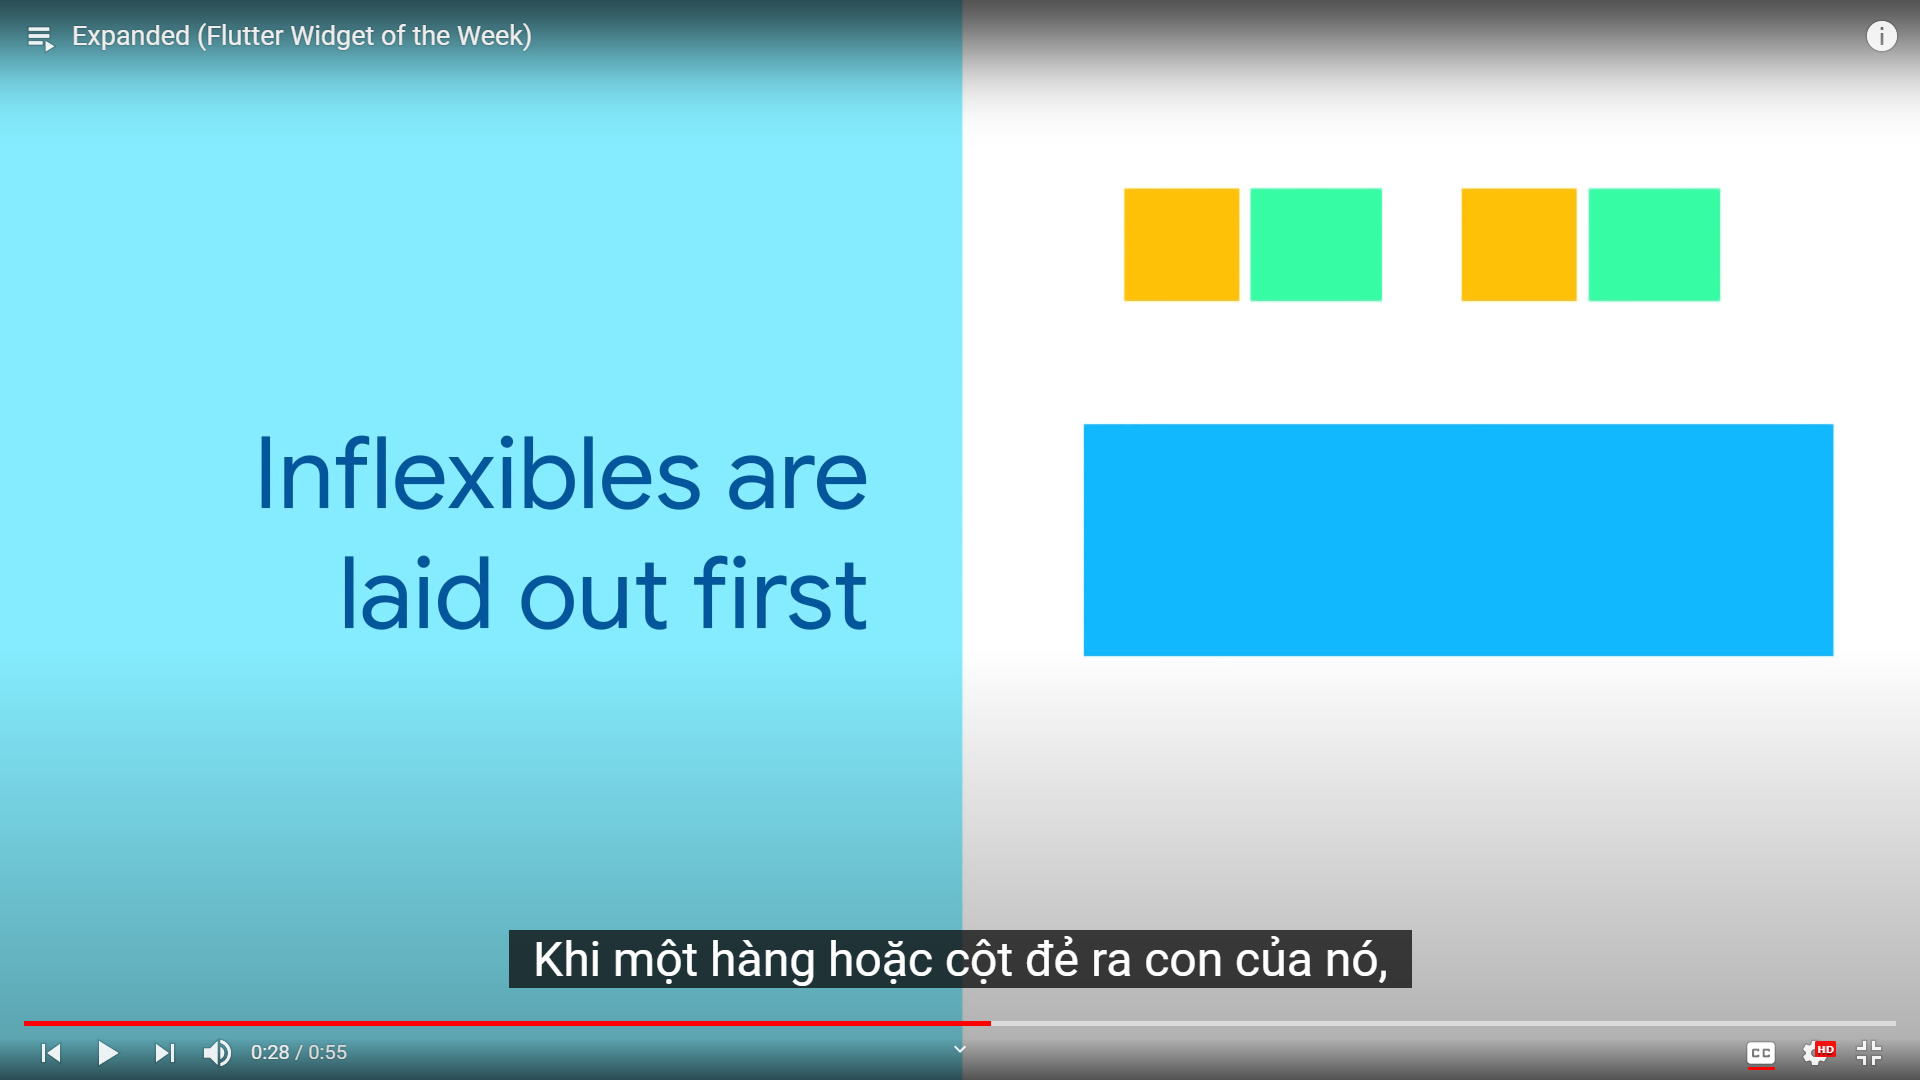 Expanded (Flutter Widget of the Week)
Inflexibles are
laid out first
Khi một hàng hoặc cột đẻ ra con của nó,
0:28 / 0:55
CC
HD